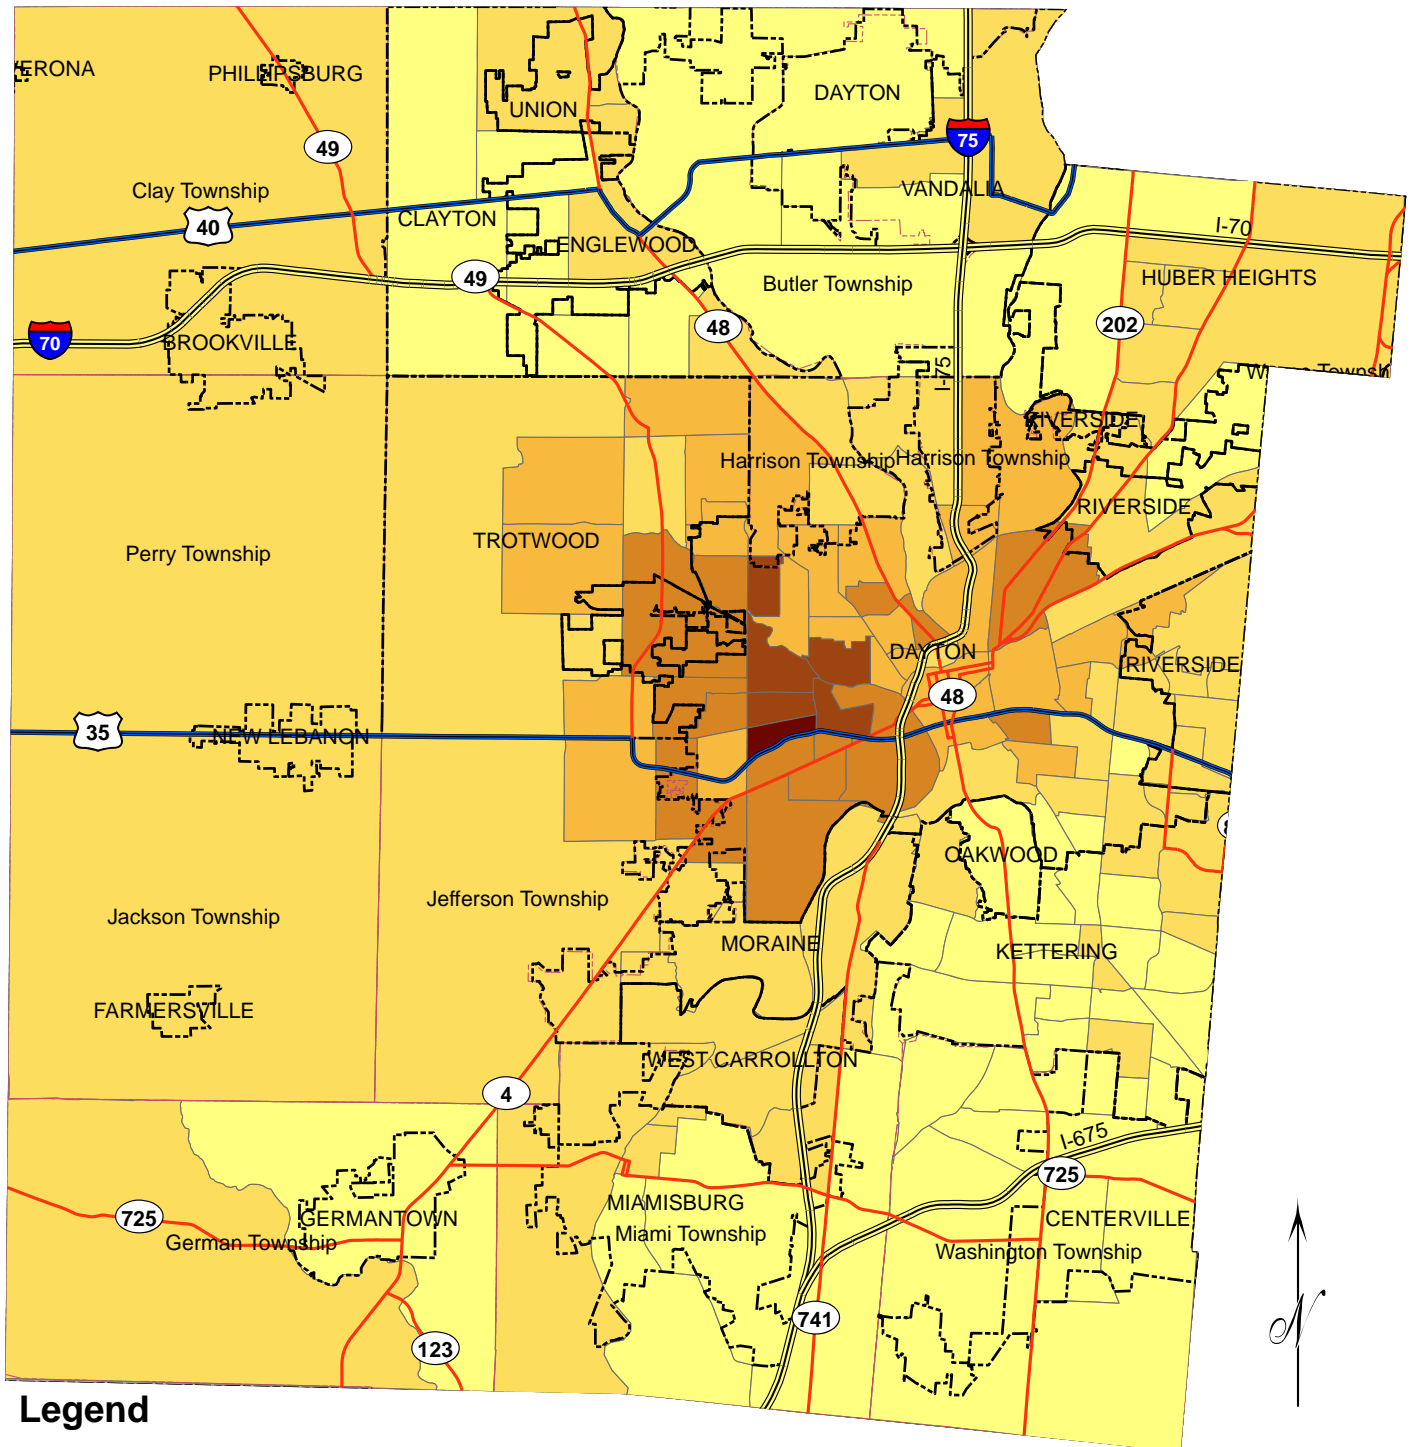 VERONA
PHILLIPSBURG
UNION
DAYTON
49
75
Clay Township
40
CLAYTON
VANDALIA
I-70
ENGLEWOOD
49
Butler Township
HUBER HEIGHTS
70
BROOKVILLE
48
202
I-75
RIVERSIDE
Harrison Township
Harrison Township
RIVERSIDE
Perry Township
TROTWOOD
DAYTON
RIVERSIDE
48
35
NEW LEBANON
OAKWOOD
Jefferson Township
Jackson Township
MORAINE
KETTERING
FARMERSVILLE
WEST CARROLLTON
4
I-675
725
MIAMISBURG
725
GERMANTOWN
CENTERVILLE
German Township
Miami Township
Washington Township
741
123
N
Legend